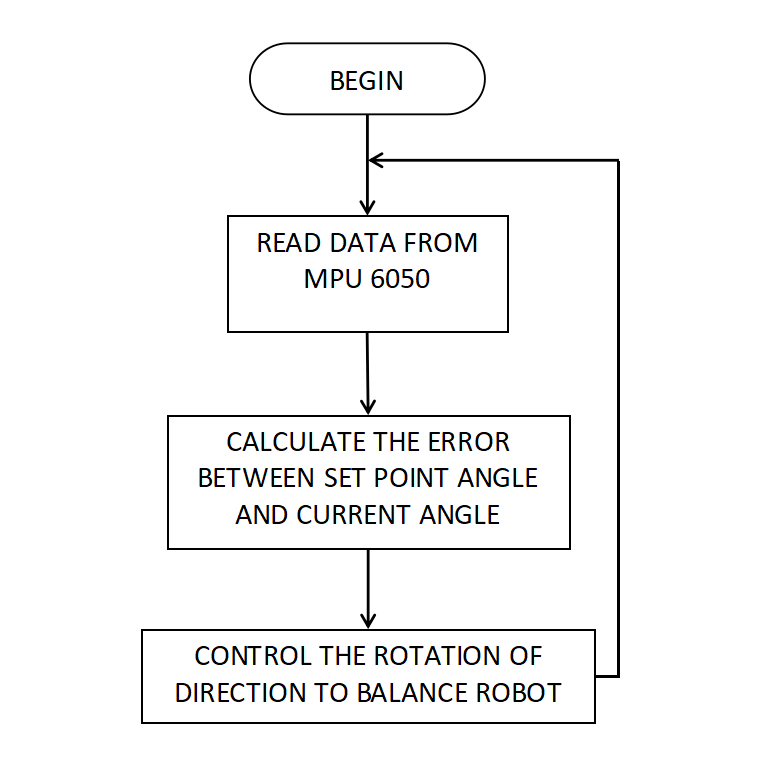 BEGIN
READ DATA FROM
MPU 6050
CALCULATE THE ERROR
BETWEEN SET POINT ANGLE
AND CURRENT ANGLE
CONTROL THE ROTATION OF
DIRECTION TO BALANCE ROBOT